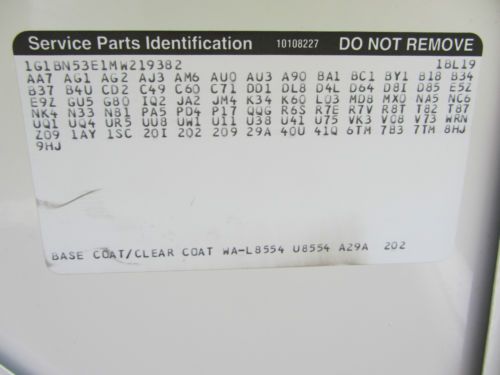 Service Parts Identification 10108227 DO NOT REMOVE
1G1BN53E1MW219382 1BL19
AA7 AG1 AG2 AJ3 AM6 AU0 AU3 A90 BA1 BC1 BY1 B18 B34
B37 B4U CD2 C49 C60 C71 DD1 DL8 D4L D64 D8I D85 E5Z
E9Z GU5 G80 IQ2 JA2 JM4 K34 K60 LO3 MD8 MX0 NA5 NC6
NK4 N33 N81 PA5 PD4 P17 QQG R6S R7E R7V R8T T82 T87
UQ1 UQ4 UR5 UU8 UW1 U11 U38 U41 U75 VK3 V08 V73 WRN
Z09 1AY 1SC 20I 202 209 29A 40U 41Q 6TM 7B3 7TM 8HJ
9HJ
BASE COAT/CLEAR COAT WA-L8554 U8554 A29A 202